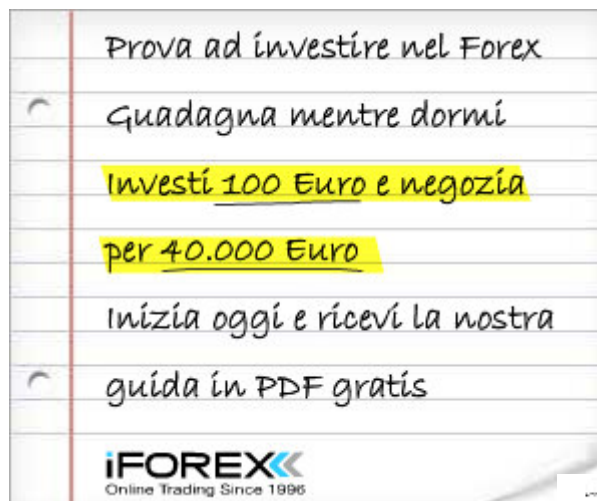 Prova ad investire nel Forex
Guadagna mentre dormi
Investi 100 Euro e negozia
per 40.000 Euro
Inizia oggi e ricevi la nostra
guida in PDF gratis
iFOREX
Online Trading Since 1996